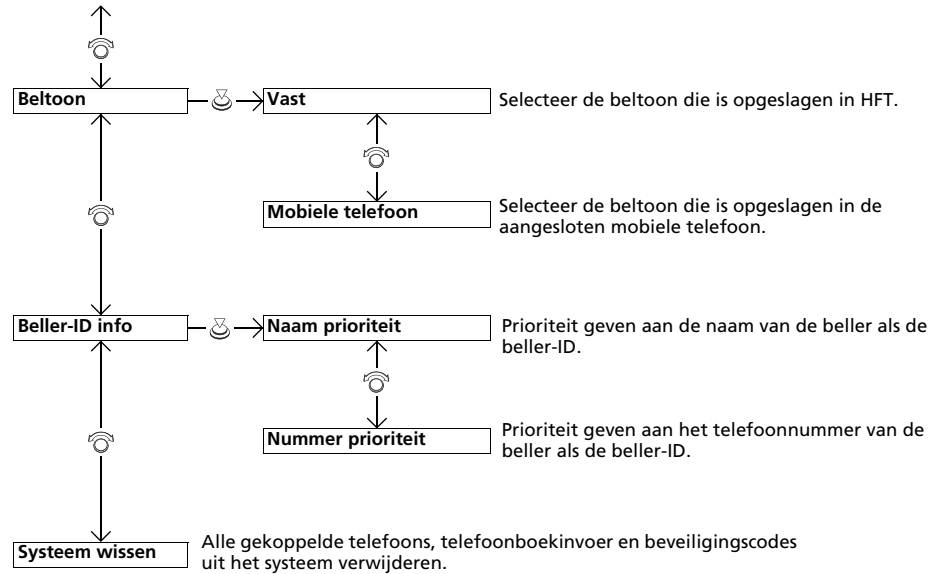 Beltoon
Vast
Selecteer de beltoon die is opgeslagen in HFT.
Mobiele telefoon
Selecteer de beltoon die is opgeslagen in de
aangesloten mobiele telefoon.
Beller-ID info
Naam prioriteit
Prioriteit geven aan de naam van de beller als de
beller-ID.
Nummer prioriteit
Prioriteit geven aan het telefoonnummer van de
beller als de beller-ID.
Systeem wissen
Alle gekoppelde telefoons, telefoonboekinvoer en beveiligingscodes
uit het systeem verwijderen.